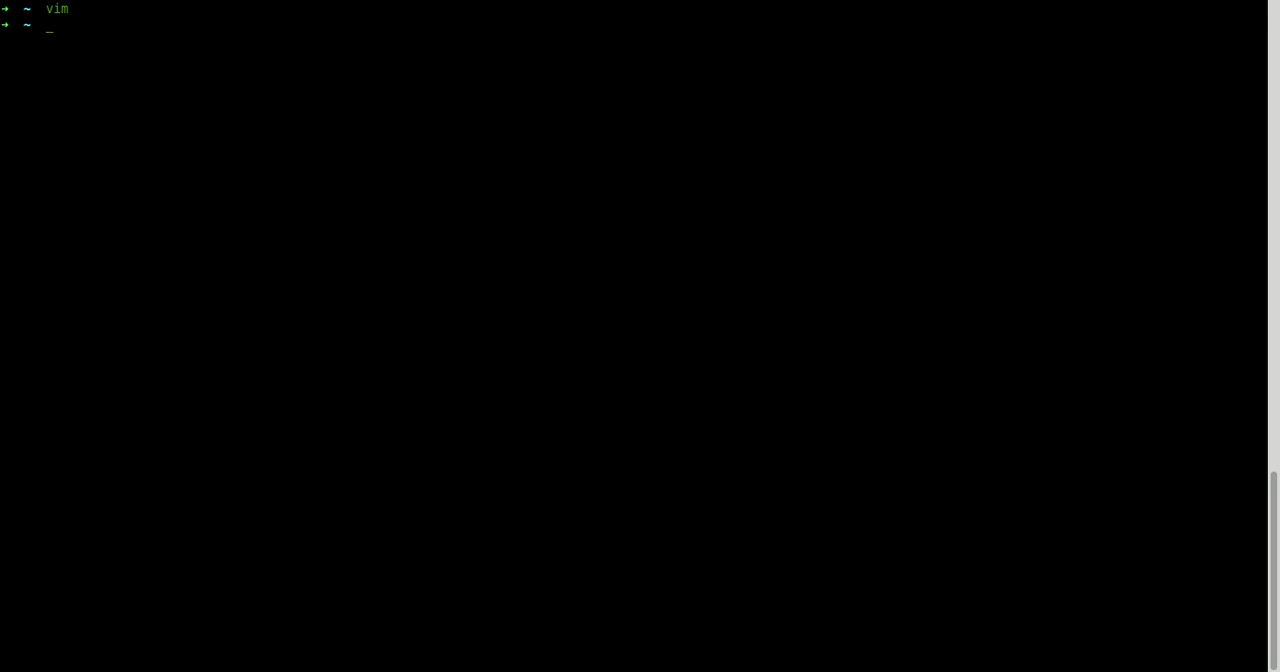 ➜  ~  vim
➜  ~  _